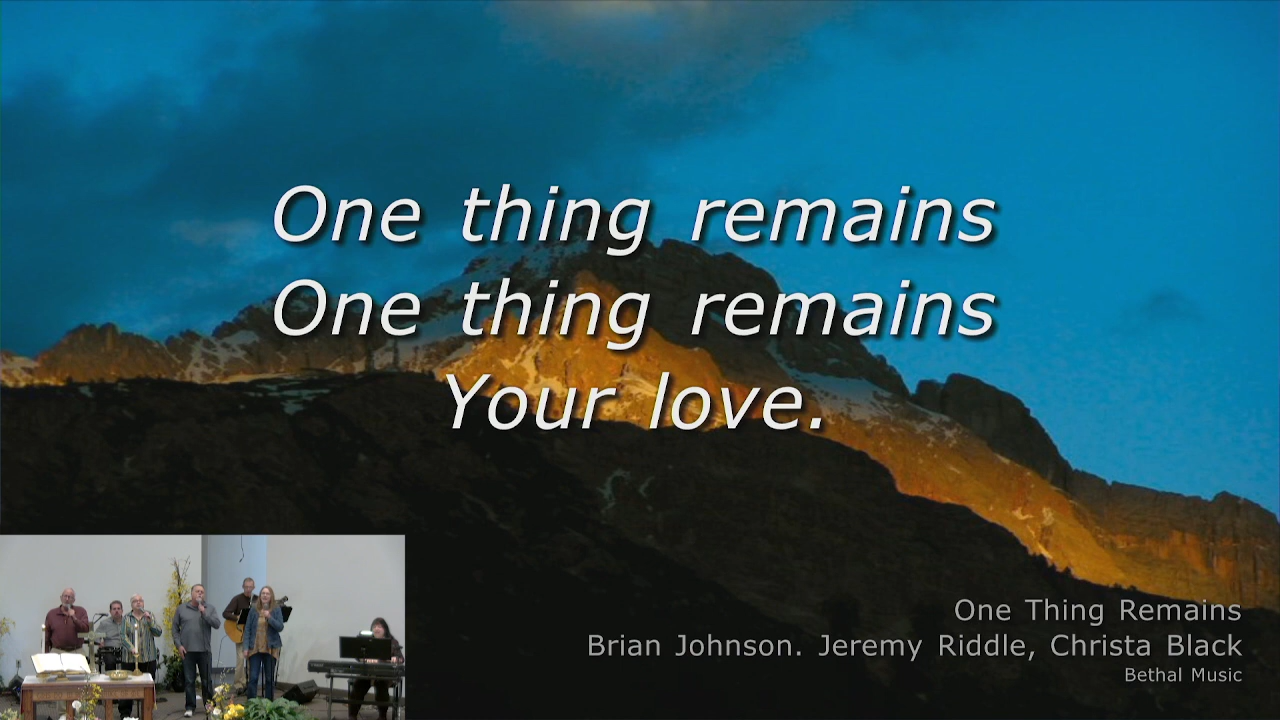 One thing remains
One thing remains
Your love.
One Thing Remains
Brian Johnson. Jeremy Riddle, Christa Black
Bethal Music